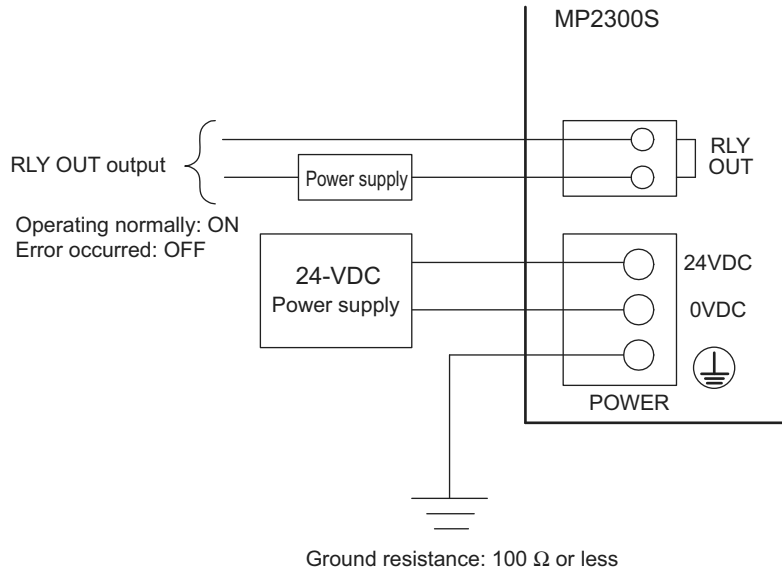 MP2300S
RLY OUT output
Power supply
RLY
OUT
Operating normally: ON
Error occurred: OFF
24-VDC
Power supply
24VDC
0VDC
POWER
Ground resistance: 100 Ω or less